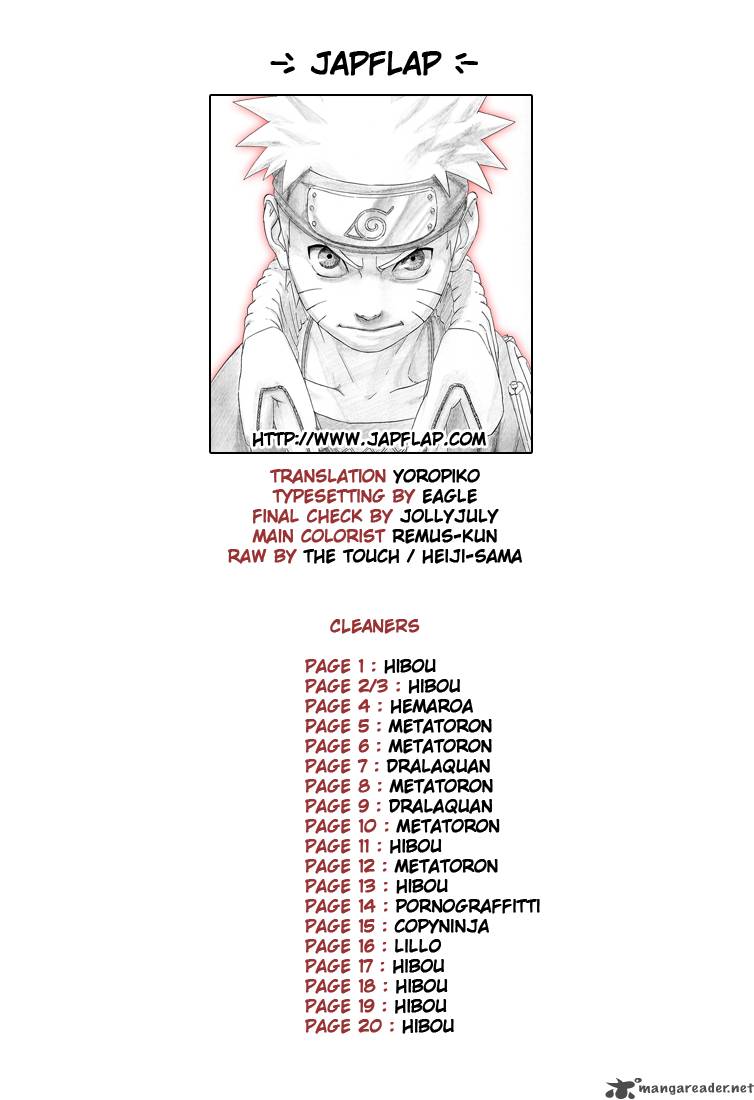 JAPFLAP
HTTP://WWW.JAPFLAP.COM
TRANSLATION YOROPIKO
TYPESETTING BY EAGLE
FINAL CHECK BY JOLLYJULY
MAIN COLORIST REMUS-KUN
RAW BY THE TOUCH / HEIJI-SAMA
CLEANERS
PAGE 1 : HIBOU
PAGE 2/3 : HIBOU
PAGE 4 : HEMAROA
PAGE 5 : METATORON
PAGE 6 : METATORON
PAGE 7 : DRALAQUAN
PAGE 8 : METATORON
PAGE 9 : DRALAQUAN
PAGE 10 : METATORON
PAGE 11 : HIBOU
PAGE 12 : METATORON
PAGE 13 : HIBOU
PAGE 14 : PORNOGRAFFITTI
PAGE 15 : COPYNINJA
PAGE 16 : LILLO
PAGE 17 : HIBOU
PAGE 18 : HIBOU
PAGE 19 : HIBOU
PAGE 20 : HIBOU
mangareader.net